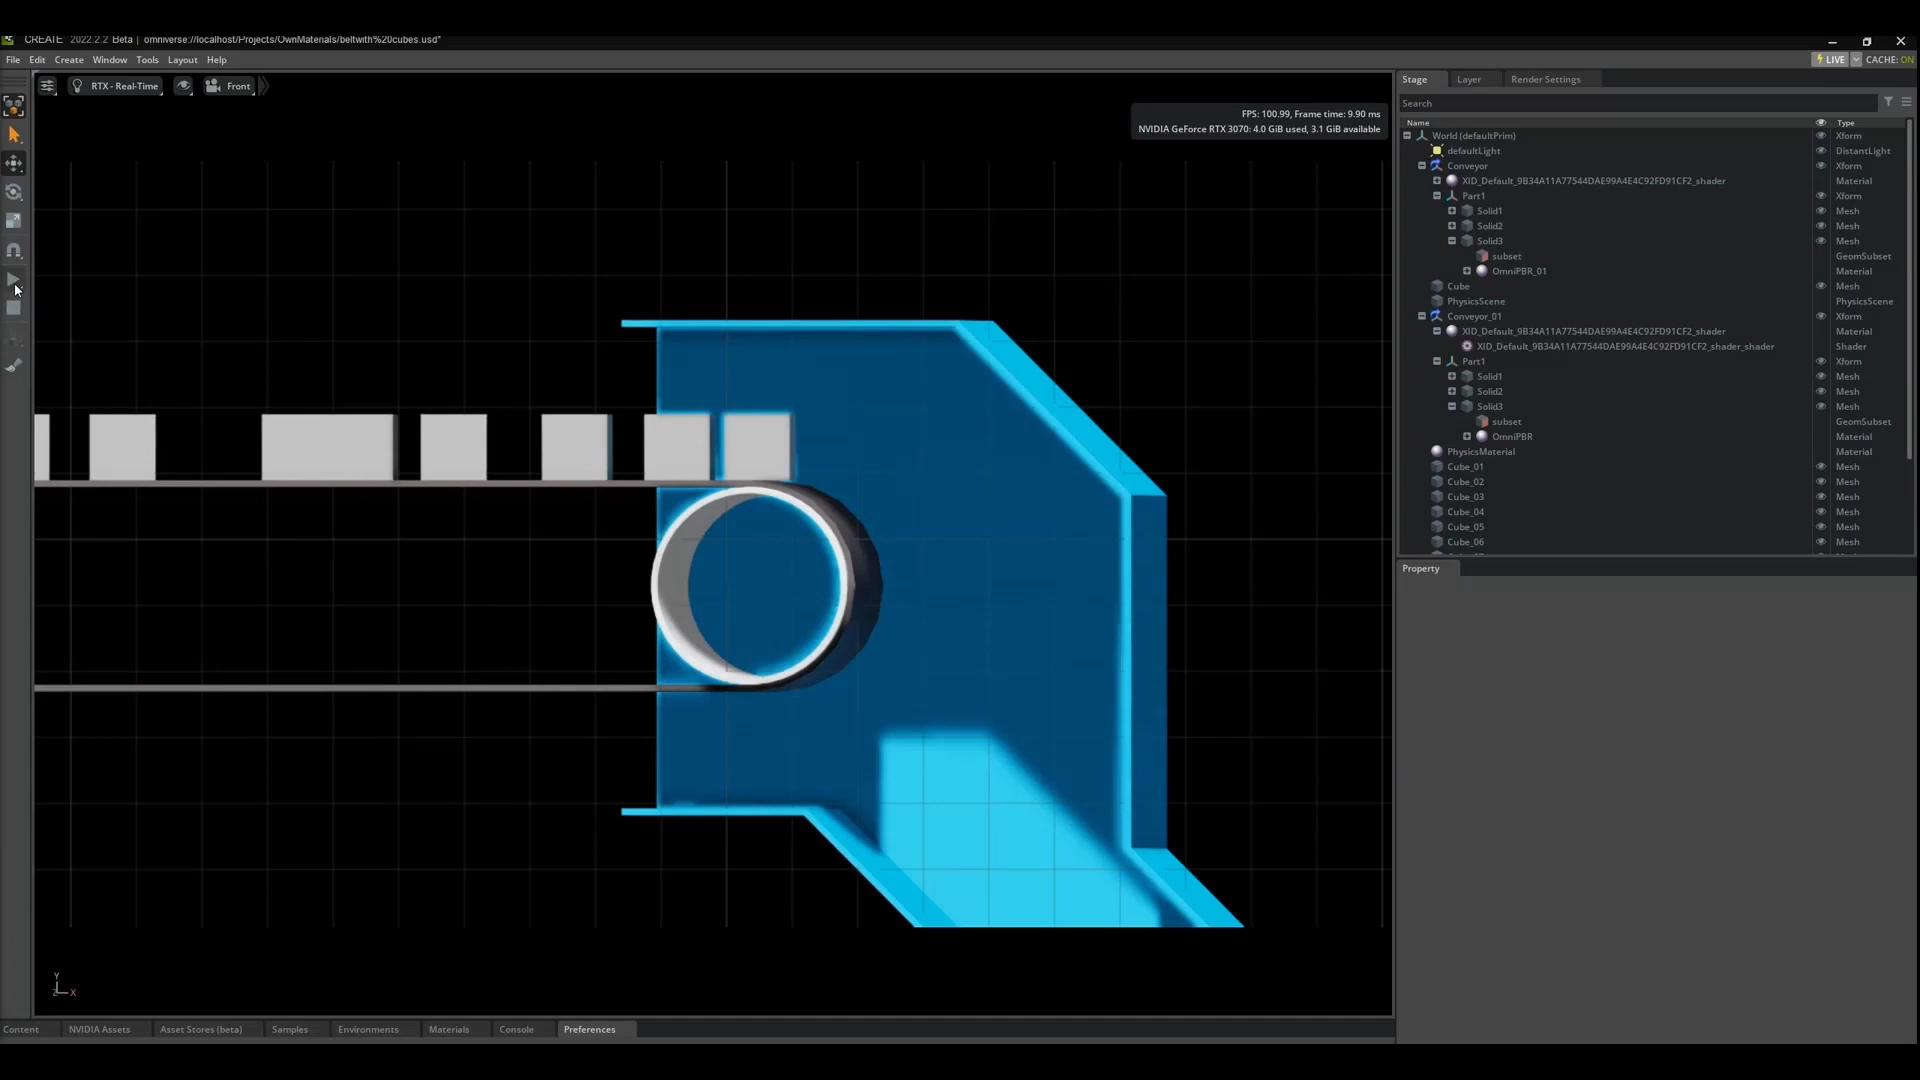 CREATE 2022.2.2 Beta | omniverse://localhost/Projects/OwnMaterials/beltwith%20cubes.usd*
File Edit Create Window Tools Layout Help
LIVE CACHE: ON
RTX - Real-Time Front
FPS: 100.99, Frame time: 9.90 ms
NVIDIA GeForce RTX 3070: 4.0 GiB used, 3.1 GiB available
Y
Z X
Content NVIDIA Assets Asset Stores (beta) Samples Environments Materials Console Preferences
Stage Layer Render Settings
Search
Name Type
World (defaultPrim) Xform
defaultLight DistantLight
Conveyor Xform
XID_Default_9B34A11A77544DAE99A4E4C92FD91CF2_shader Material
Part1 Xform
Solid1 Mesh
Solid2 Mesh
Solid3 Mesh
subset GeomSubset
OmniPBR_01 Material
Cube Mesh
PhysicsScene PhysicsScene
Conveyor_01 Xform
XID_Default_9B34A11A77544DAE99A4E4C92FD91CF2_shader Material
XID_Default_9B34A11A77544DAE99A4E4C92FD91CF2_shader_shader Shader
Part1 Xform
Solid1 Mesh
Solid2 Mesh
Solid3 Mesh
subset GeomSubset
OmniPBR Material
PhysicsMaterial Material
Cube_01 Mesh
Cube_02 Mesh
Cube_03 Mesh
Cube_04 Mesh
Cube_05 Mesh
Cube_06 Mesh
Property